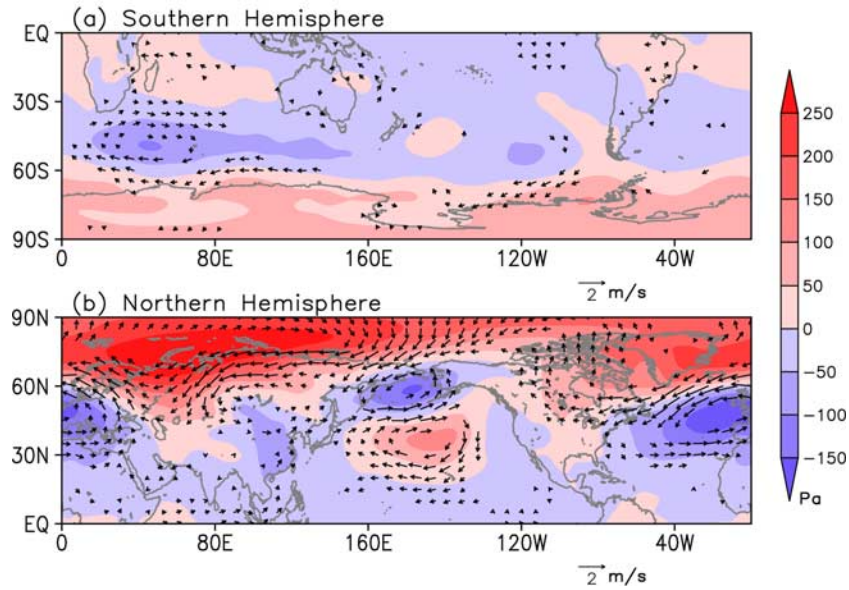 (a) Southern Hemisphere
EQ
30S
60S
90S
0 80E 160E 120W 40W
2 m/s
(b) Northern Hemisphere
90N
60N
30N
EQ
0 80E 160E 120W 40W
2 m/s
250
200
150
100
50
0
−50
−100
−150
Pa